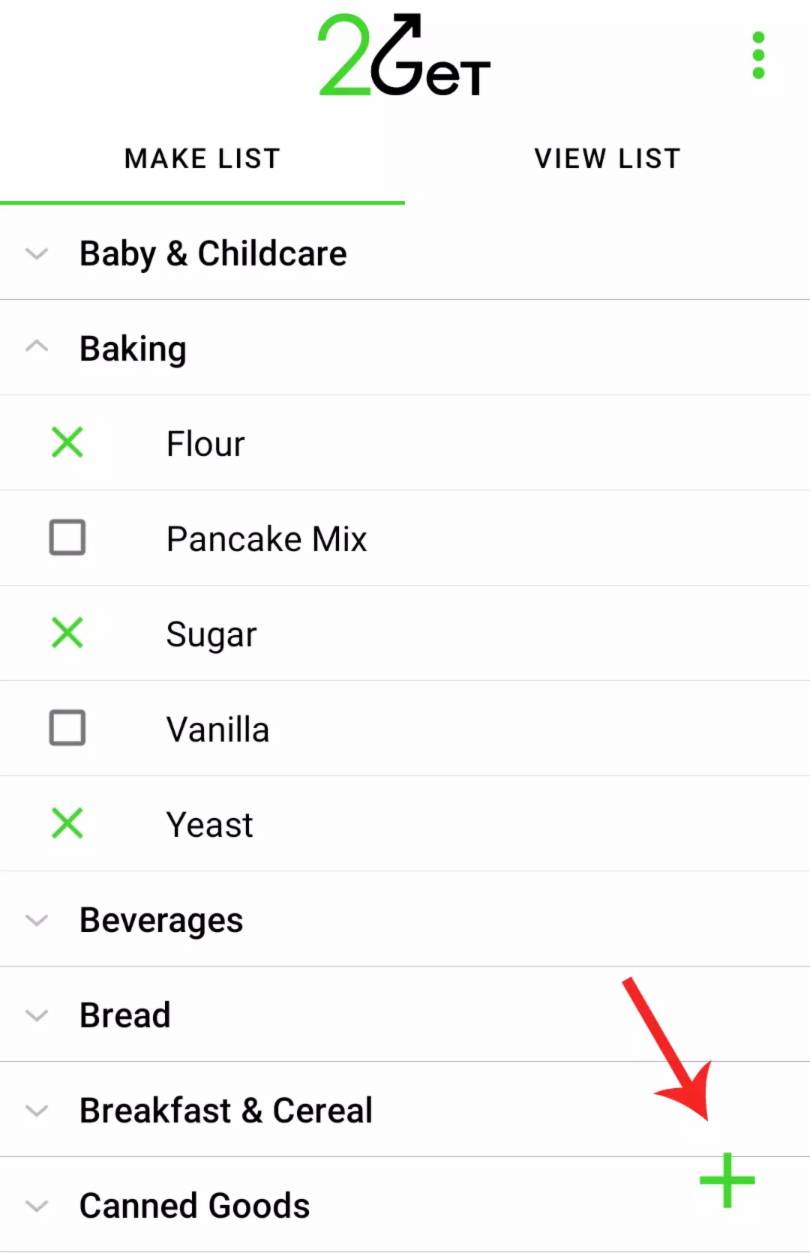 2GeT
MAKE LIST VIEW LIST
Baby & Childcare
Baking
Flour
Pancake Mix
Sugar
Vanilla
Yeast
Beverages
Bread
Breakfast & Cereal
Canned Goods